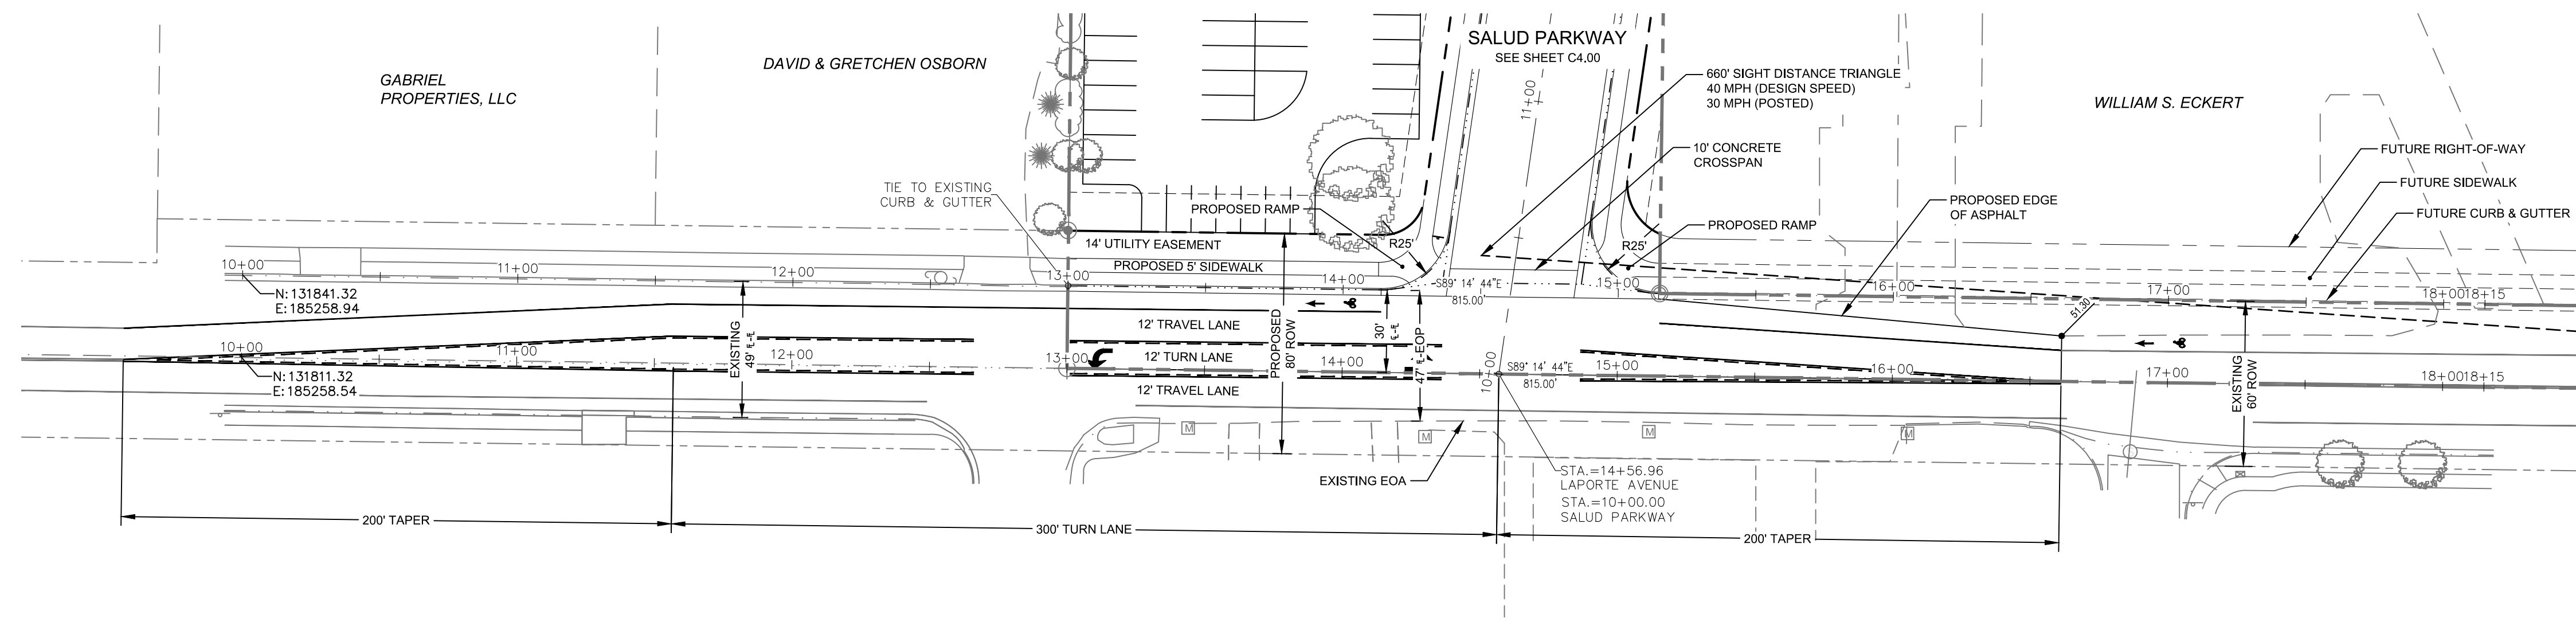 GABRIEL
PROPERTIES, LLC
DAVID & GRETCHEN OSBORN
SALUD PARKWAY
SEE SHEET C4.00
11+00
660' SIGHT DISTANCE TRIANGLE
40 MPH (DESIGN SPEED)
30 MPH (POSTED)
10' CONCRETE
CROSSPAN
WILLIAM S. ECKERT
FUTURE RIGHT-OF-WAY
FUTURE SIDEWALK
FUTURE CURB & GUTTER
PROPOSED EDGE
OF ASPHALT
PROPOSED RAMP
TIE TO EXISTING
CURB & GUTTER
PROPOSED RAMP
R25'
R25'
14' UTILITY EASEMENT
PROPOSED 5' SIDEWALK
10+00
11+00
12+00
13+00
14+00
S89° 14' 44"E
815.00'
15+00
16+00
17+00
18+00
18+15
N: 131841.32
E: 185258.94
51.30
EXISTING
49' ℄-℄
PROPOSED
80' ROW
30'
℄-℄
47' ℄-EOP
EXISTING
60' ROW
12' TRAVEL LANE
12' TURN LANE
12' TRAVEL LANE
10+00
11+00
12+00
13+00
14+00
10+00
S89° 14' 44"E
815.00'
15+00
16+00
17+00
18+00
18+15
N: 131811.32
E: 185258.54
M
M
M
M
EXISTING EOA
STA.=14+56.96
LAPORTE AVENUE
STA.=10+00.00
SALUD PARKWAY
200' TAPER
300' TURN LANE
200' TAPER